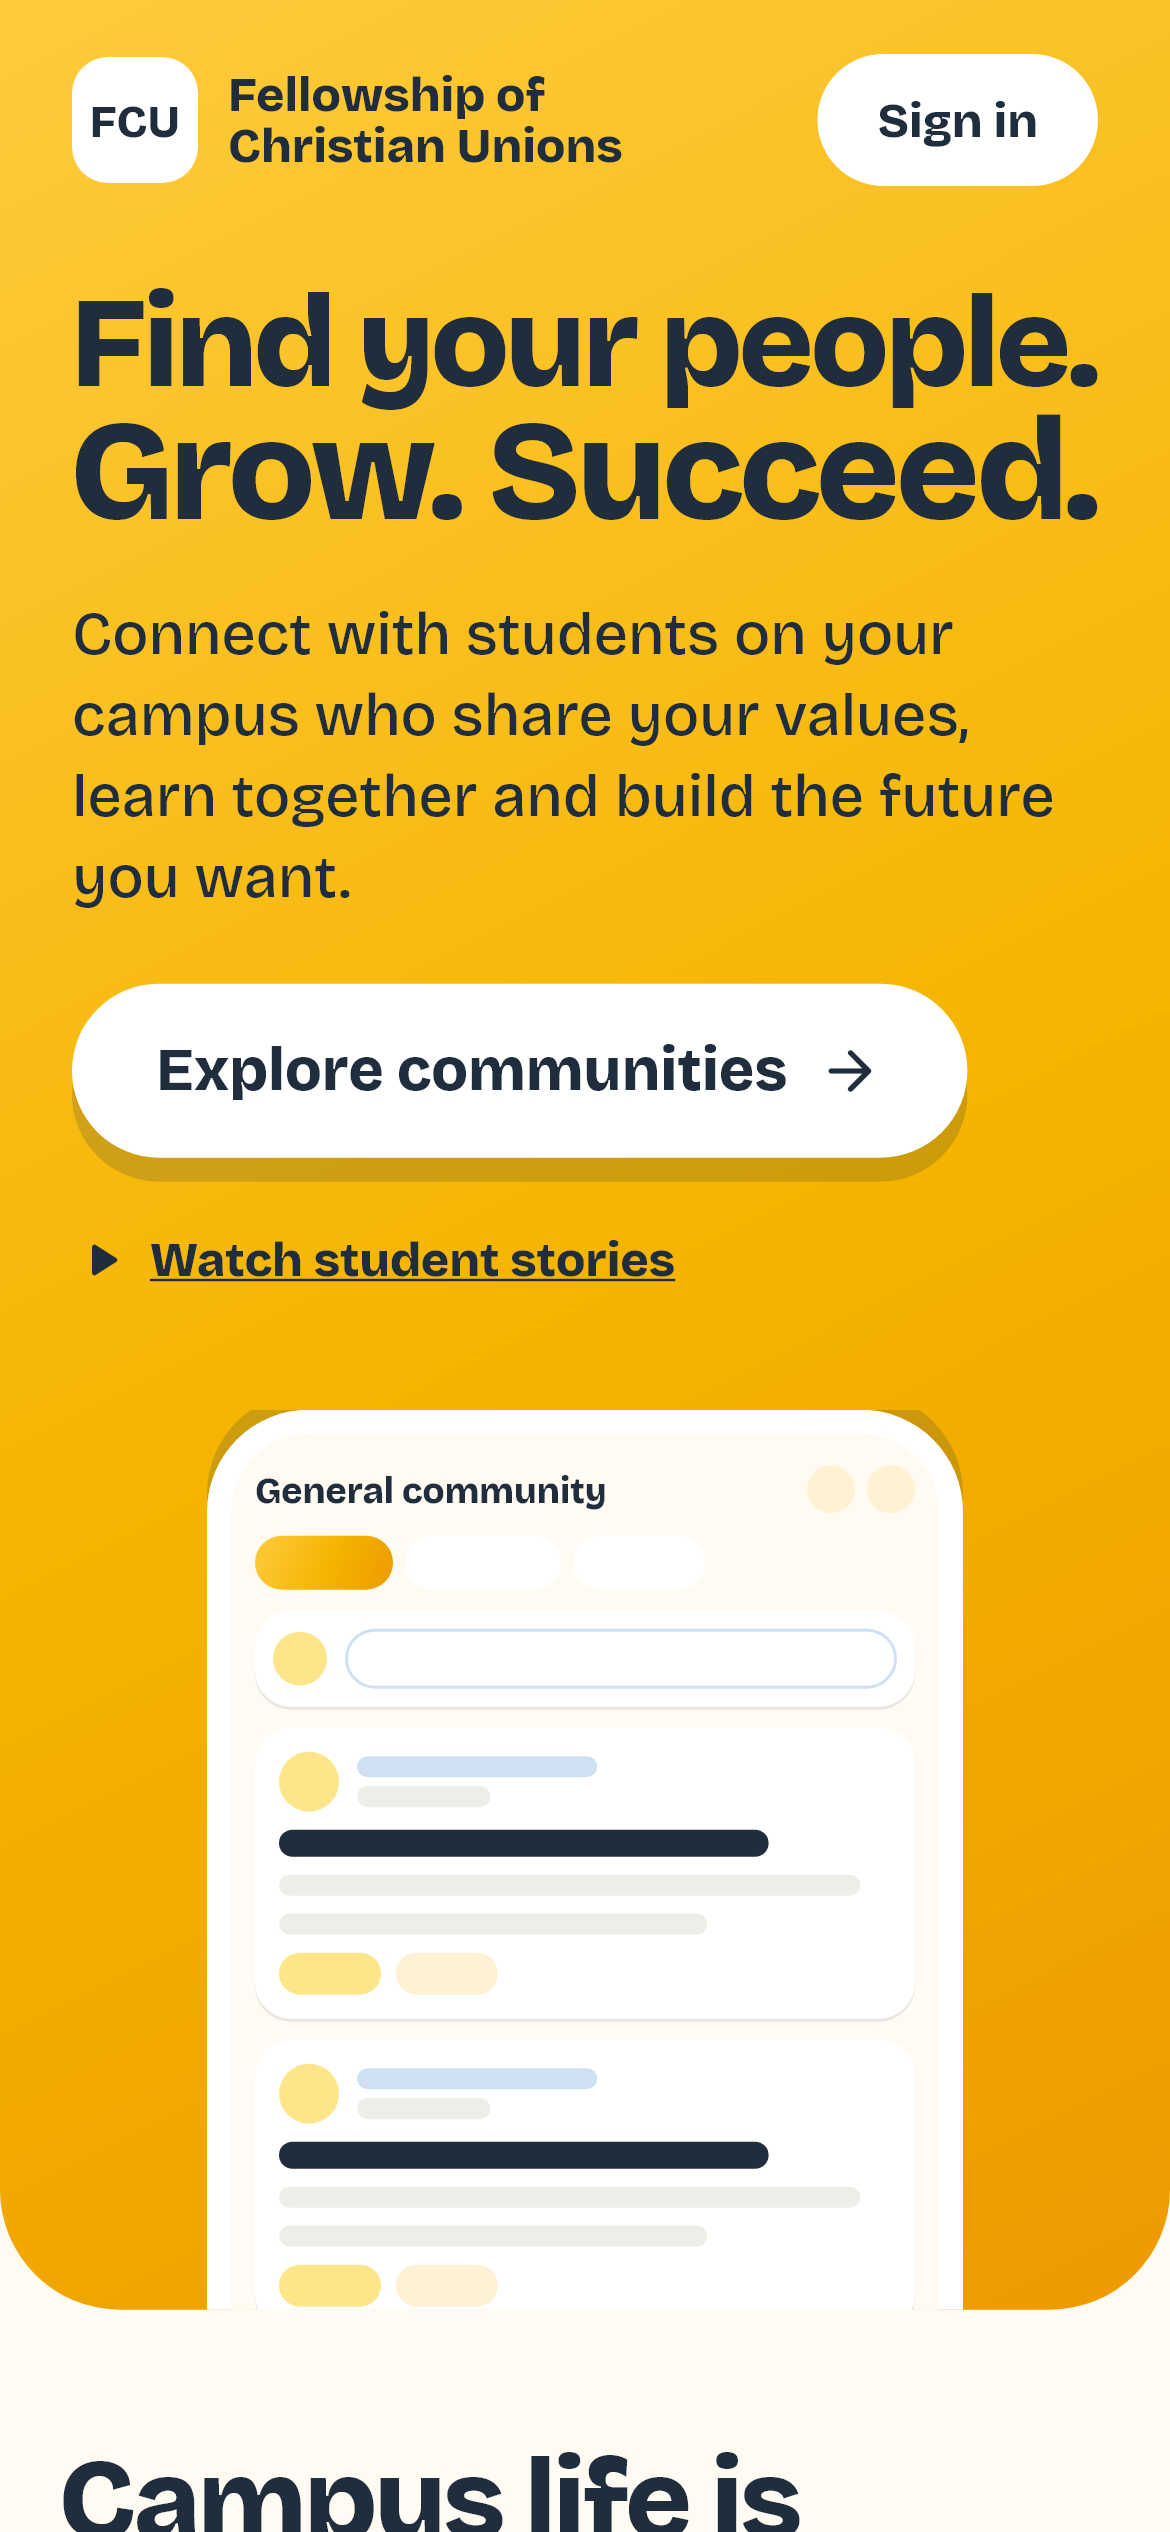 FCU
Fellowship of
Christian Unions
Sign in
Find your people.
Grow. Succeed.
Connect with students on your
campus who share your values,
learn together and build the future
you want.
Explore communities
Watch student stories
General community
Campus life is